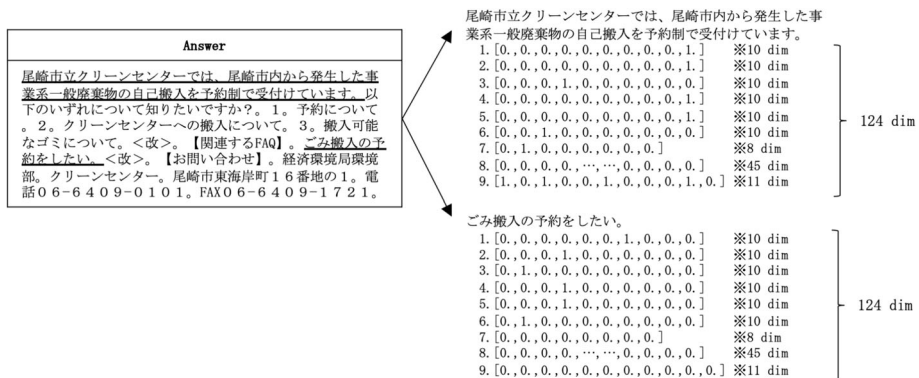 Answer
尾崎市立クリーンセンターでは、尾崎市内から発生した事
業系一般廃棄物の自己搬入を予約制で受付けています。以
下のいずれについて知りたいですか？。１。予約について
。２。クリーンセンターへの搬入について。３。搬入可能
なゴミについて。<改>。【関連するFAQ】。ごみ搬入の予
約をしたい。<改>。【お問い合わせ】。経済環境局環境
部。クリーンセンター。尾崎市東海岸町１６番地の１。電
話０６-６４０９-０１０１。FAX０６-６４０９-１７２１。
尾崎市立クリーンセンターでは、尾崎市内から発生した事
業系一般廃棄物の自己搬入を予約制で受付けています。
1. [0.,0.,0.,0.,0.,0.,0.,0.,0.,1.] ※10 dim
2. [0.,0.,0.,0.,0.,0.,0.,0.,0.,1.] ※10 dim
3. [0.,0.,0.,1.,0.,0.,0.,0.,0.,0.] ※10 dim
4. [0.,0.,0.,0.,0.,0.,0.,0.,0.,1.] ※10 dim
5. [0.,0.,0.,0.,0.,0.,0.,0.,0.,1.] ※10 dim
6. [0.,0.,1.,0.,0.,0.,0.,0.,0.,0.] ※10 dim
7. [0.,1.,0.,0.,0.,0.,0.,0.] ※8 dim
8. [0.,0.,0.,0.,…,…,0.,0.,0.,0.] ※45 dim
9. [1.,0.,1.,0.,0.,1.,0.,0.,0.,1.,0.] ※11 dim
124 dim
ごみ搬入の予約をしたい。
1. [0.,0.,0.,0.,0.,0.,1.,0.,0.,0.] ※10 dim
2. [0.,0.,0.,1.,0.,0.,0.,0.,0.,0.] ※10 dim
3. [0.,1.,0.,0.,0.,0.,0.,0.,0.,0.] ※10 dim
4. [0.,0.,0.,1.,0.,0.,0.,0.,0.,0.] ※10 dim
5. [0.,0.,0.,1.,0.,0.,0.,0.,0.,0.] ※10 dim
6. [0.,1.,0.,0.,0.,0.,0.,0.,0.,0.] ※10 dim
7. [0.,0.,0.,0.,0.,0.,0.,0.] ※8 dim
8. [0.,0.,0.,0.,…,…,0.,0.,0.,0.] ※45 dim
9. [0.,0.,0.,0.,0.,0.,0.,0.,0.,0.,0.] ※11 dim
124 dim